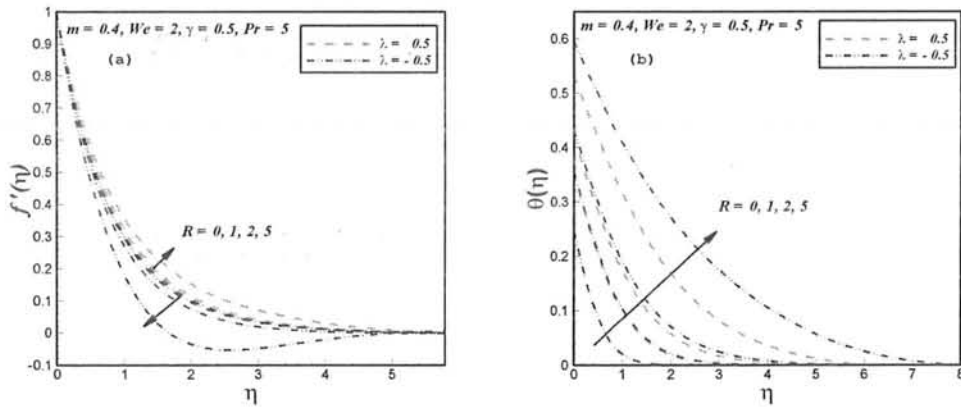 m = 0.4, We = 2, γ = 0.5, Pr = 5
(a)
λ = 0.5
λ = - 0.5
R = 0, 1, 2, 5
f'(η)
1
0.9
0.8
0.7
0.6
0.5
0.4
0.3
0.2
0.1
0
-0.1
0 1 2 3 4 5
η
m = 0.4, We = 2, γ = 0.5, Pr = 5
(b)
λ = 0.5
λ = - 0.5
R = 0, 1, 2, 5
θ(η)
0.6
0.5
0.4
0.3
0.2
0.1
0
0 1 2 3 4 5 6 7 8
η